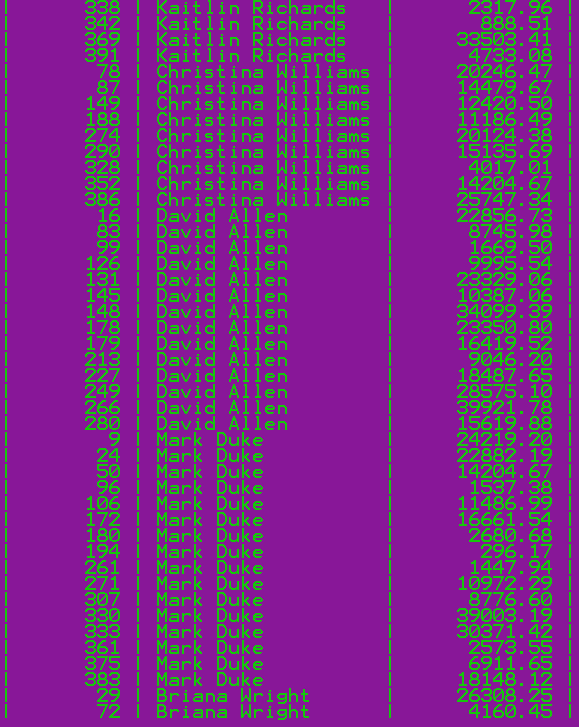 | 338 | Kaitlin Richards | 2317.96 |
| 342 | Kaitlin Richards | 888.51 |
| 369 | Kaitlin Richards | 33503.41 |
| 391 | Kaitlin Richards | 4733.08 |
| 78 | Christina Williams | 20246.47 |
| 87 | Christina Williams | 14479.67 |
| 149 | Christina Williams | 12420.50 |
| 188 | Christina Williams | 11186.49 |
| 274 | Christina Williams | 20124.38 |
| 290 | Christina Williams | 15135.69 |
| 328 | Christina Williams | 4017.01 |
| 352 | Christina Williams | 14204.67 |
| 386 | Christina Williams | 25747.34 |
| 16 | David Allen | 22856.73 |
| 83 | David Allen | 8745.98 |
| 99 | David Allen | 1669.50 |
| 126 | David Allen | 9995.54 |
| 131 | David Allen | 23329.06 |
| 145 | David Allen | 10387.06 |
| 148 | David Allen | 34099.39 |
| 178 | David Allen | 23350.80 |
| 179 | David Allen | 16419.52 |
| 213 | David Allen | 9046.20 |
| 227 | David Allen | 18487.65 |
| 249 | David Allen | 28575.10 |
| 266 | David Allen | 39921.78 |
| 280 | David Allen | 15619.88 |
| 9 | Mark Duke | 24219.20 |
| 24 | Mark Duke | 22882.19 |
| 50 | Mark Duke | 14204.67 |
| 96 | Mark Duke | 1537.38 |
| 106 | Mark Duke | 11486.99 |
| 172 | Mark Duke | 16661.54 |
| 180 | Mark Duke | 2680.68 |
| 194 | Mark Duke | 296.17 |
| 261 | Mark Duke | 1447.94 |
| 271 | Mark Duke | 10972.29 |
| 307 | Mark Duke | 8776.60 |
| 330 | Mark Duke | 39003.19 |
| 333 | Mark Duke | 30371.42 |
| 361 | Mark Duke | 2573.55 |
| 375 | Mark Duke | 6911.65 |
| 383 | Mark Duke | 18148.12 |
| 29 | Briana Wright | 26308.25 |
| 72 | Briana Wright | 4160.45 |